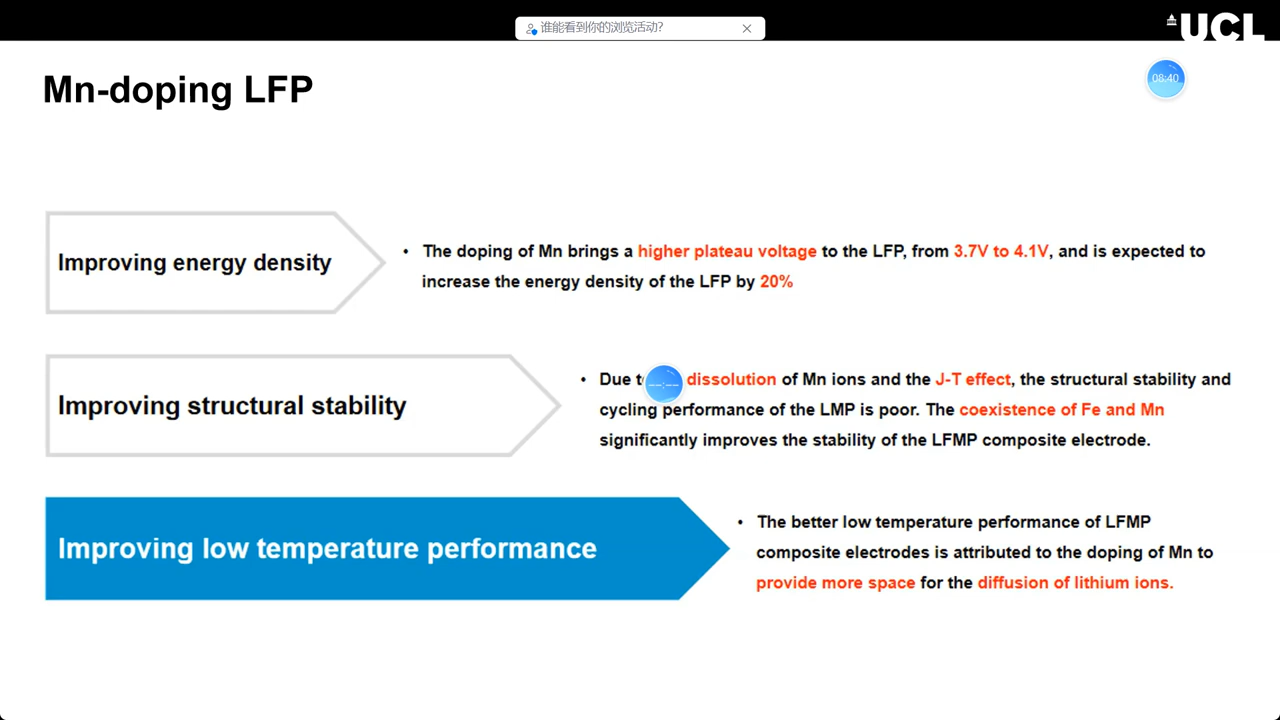 谁能看到你的浏览活动?
UCL
Mn-doping LFP
08:40
Improving energy density
• The doping of Mn brings a higher plateau voltage to the LFP, from 3.7V to 4.1V, and is expected to
increase the energy density of the LFP by 20%
Improving structural stability
• Due dissolution of Mn ions and the J-T effect, the structural stability and
--:--
cycling performance of the LMP is poor. The coexistence of Fe and Mn
significantly improves the stability of the LFMP composite electrode.
Improving low temperature performance
• The better low temperature performance of LFMP
composite electrodes is attributed to the doping of Mn to
provide more space for the diffusion of lithium ions.